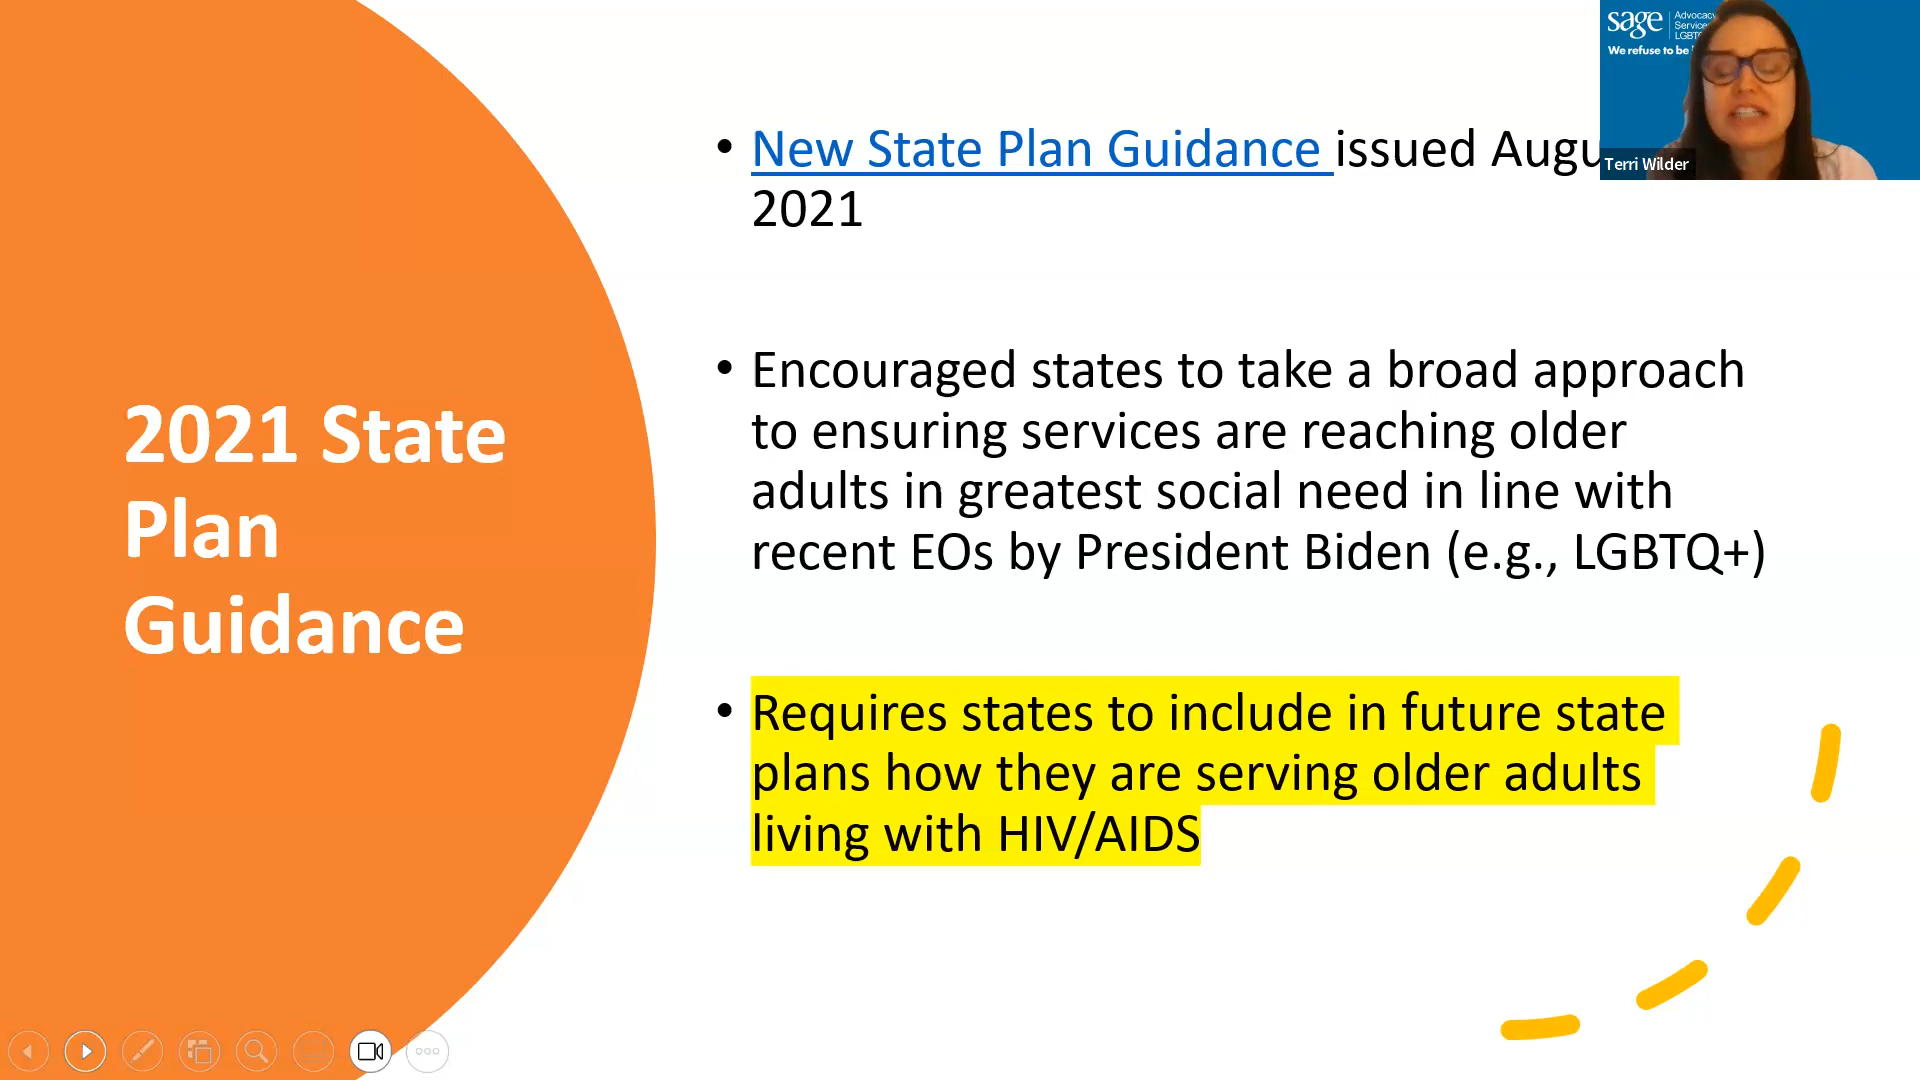 2021 State
Plan
Guidance
• New State Plan Guidance issued Augu
2021
• Encouraged states to take a broad approach
to ensuring services are reaching older
adults in greatest social need in line with
recent EOs by President Biden (e.g., LGBTQ+)
• Requires states to include in future state
plans how they are serving older adults
living with HIV/AIDS
sage
Advocacy
Service
LGBT
We refuse to be
Terri Wilder